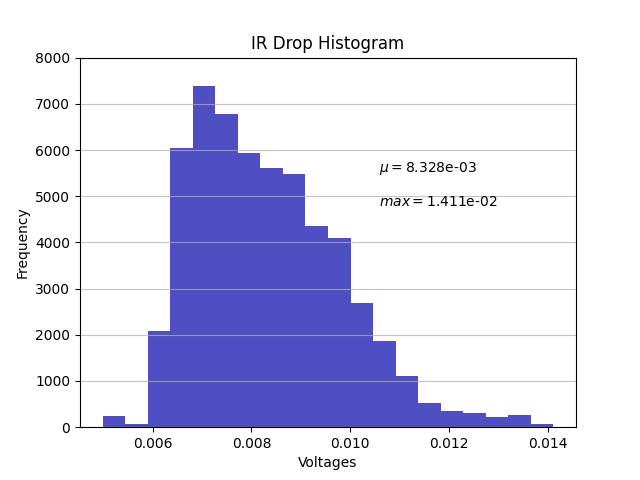 IR Drop Histogram
8000
7000
6000
5000
4000
3000
2000
1000
0
Frequency
μ = 8.328e-03
max = 1.411e-02
0.006 0.008 0.010 0.012 0.014
Voltages